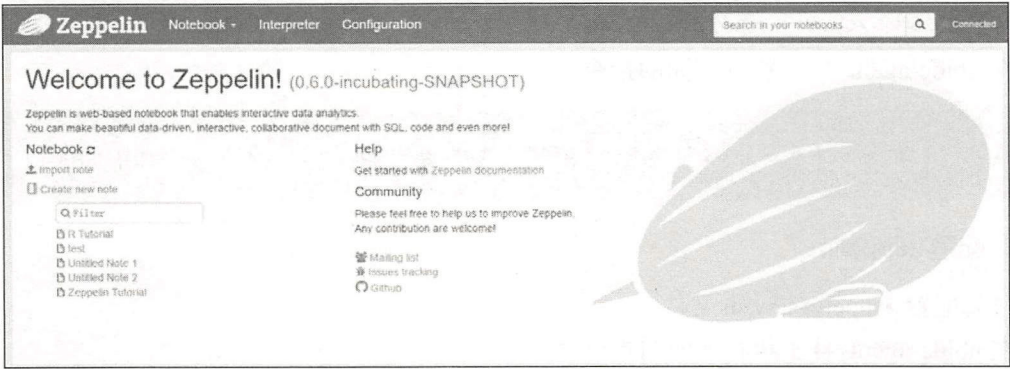 Zeppelin Notebook Interpreter Configuration Search in your notebooks Connected
Welcome to Zeppelin! (0.6.0-incubating-SNAPSHOT)
Zeppelin is web-based notebook that enables interactive data analytics.
You can make beautiful data-driven, interactive, collaborative document with SQL, code and even more!
Notebook
Import note
Create new note
Filter
R Tutorial
test
Untitled Note 1
Untitled Note 2
Zeppelin Tutorial
Help
Get started with Zeppelin documentation
Community
Please feel free to help us to improve Zeppelin.
Any contribution are welcome!
Mailing list
Issues tracking
Github